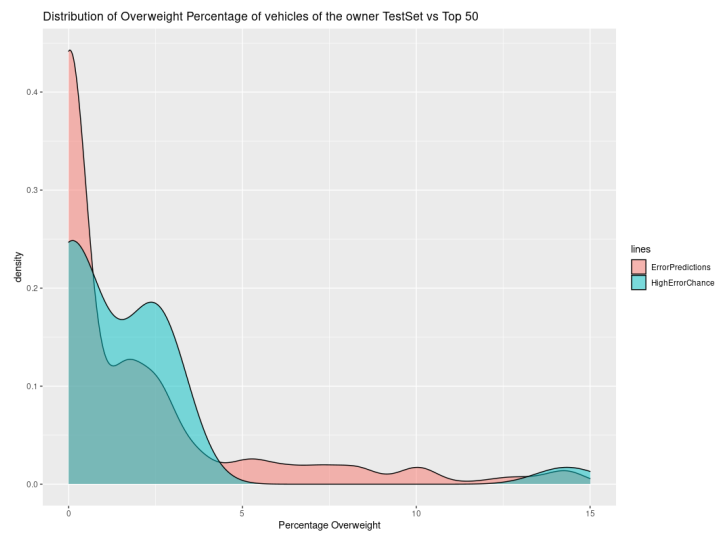 Distribution of Overweight Percentage of vehicles of the owner TestSet vs Top 50
0.4
0.3
0.2
0.1
0.0
density
0
5
10
15
Percentage Overweight
lines
ErrorPredictions
HighErrorChance